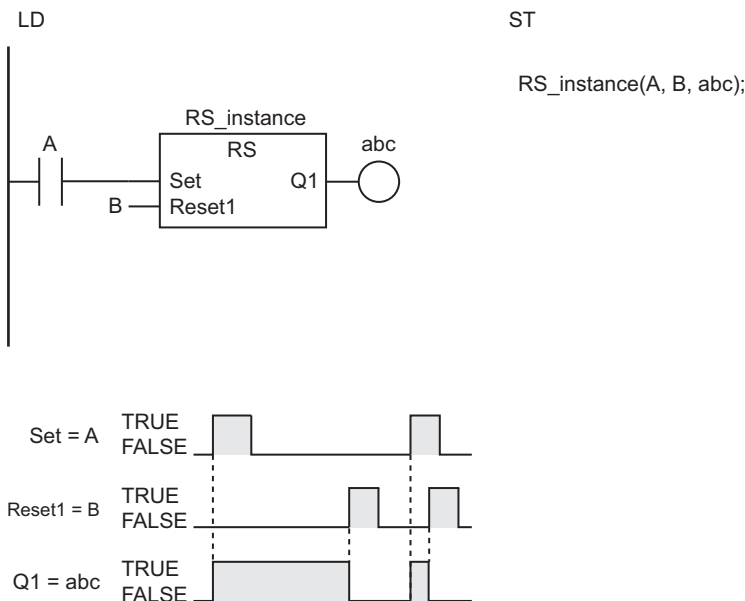 LD
ST
RS_instance(A, B, abc);
RS_instance
A
RS
abc
Set
Q1
B
Reset1
Set = A
TRUE
FALSE
Reset1 = B
TRUE
FALSE
Q1 = abc
TRUE
FALSE